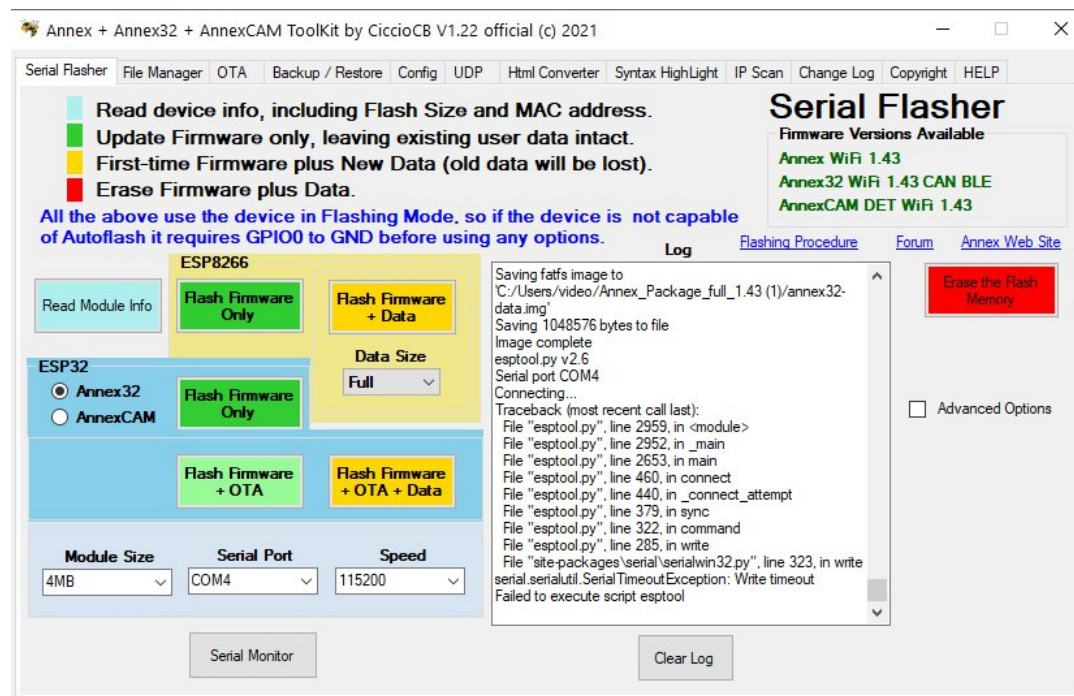 Annex + Annex32 + AnnexCAM ToolKit by CiccioCB V1.22 official (c) 2021
Serial Flasher File Manager OTA Backup / Restore Config UDP Html Converter Syntax HighLight IP Scan Change Log Copyright HELP
Read device info, including Flash Size and MAC address.
Update Firmware only, leaving existing user data intact.
First-time Firmware plus New Data (old data will be lost).
Erase Firmware plus Data.
All the above use the device in Flashing Mode, so if the device is not capable
of Autoflash it requires GPIO0 to GND before using any options.
Serial Flasher
Firmware Versions Available
Annex WiFi 1.43
Annex32 WiFi 1.43 CAN BLE
AnnexCAM DET WiFi 1.43
Log
Flashing Procedure Forum Annex Web Site
ESP8266
Read Module Info
Flash Firmware
Only
Flash Firmware
+ Data
Data Size
Full
ESP32
Annex32
AnnexCAM
Flash Firmware
Only
Flash Firmware
+ OTA
Flash Firmware
+ OTA + Data
Module Size Serial Port Speed
4MB COM4 115200
Serial Monitor
Saving fatfs image to
'C:/Users/video/Annex_Package_full_1.43 (1)/annex32-
data.img'
Saving 1048576 bytes to file
Image complete
esptool.py v2.6
Serial port COM4
Connecting...
Traceback (most recent call last):
File "esptool.py", line 2959, in <module>
File "esptool.py", line 2952, in _main
File "esptool.py", line 2653, in main
File "esptool.py", line 460, in connect
File "esptool.py", line 440, in _connect_attempt
File "esptool.py", line 379, in sync
File "esptool.py", line 322, in command
File "esptool.py", line 285, in write
File "site-packages\serial\serialwin32.py", line 323, in write
serial.serialutil.SerialTimeoutException: Write timeout
Failed to execute script esptool
Clear Log
Erase the Flash
Memory
Advanced Options